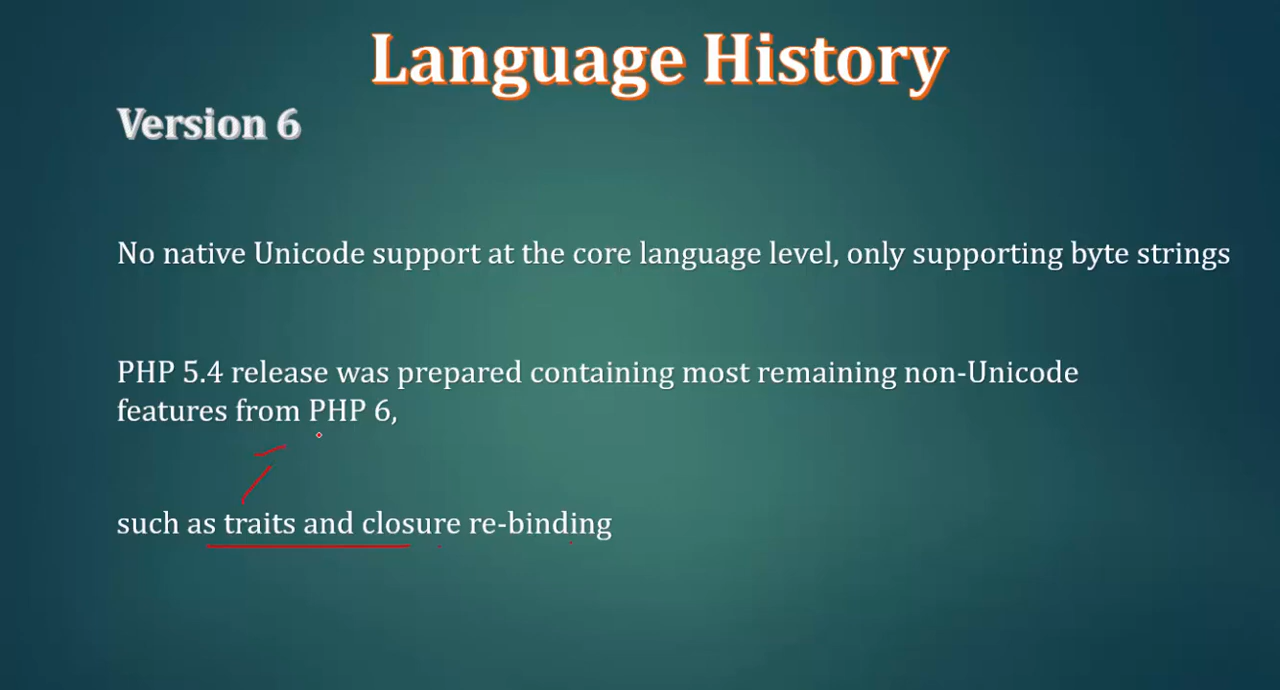 Language History
Version 6
No native Unicode support at the core language level, only supporting byte strings
PHP 5.4 release was prepared containing most remaining non-Unicode
features from PHP 6,
such as traits and closure re-binding